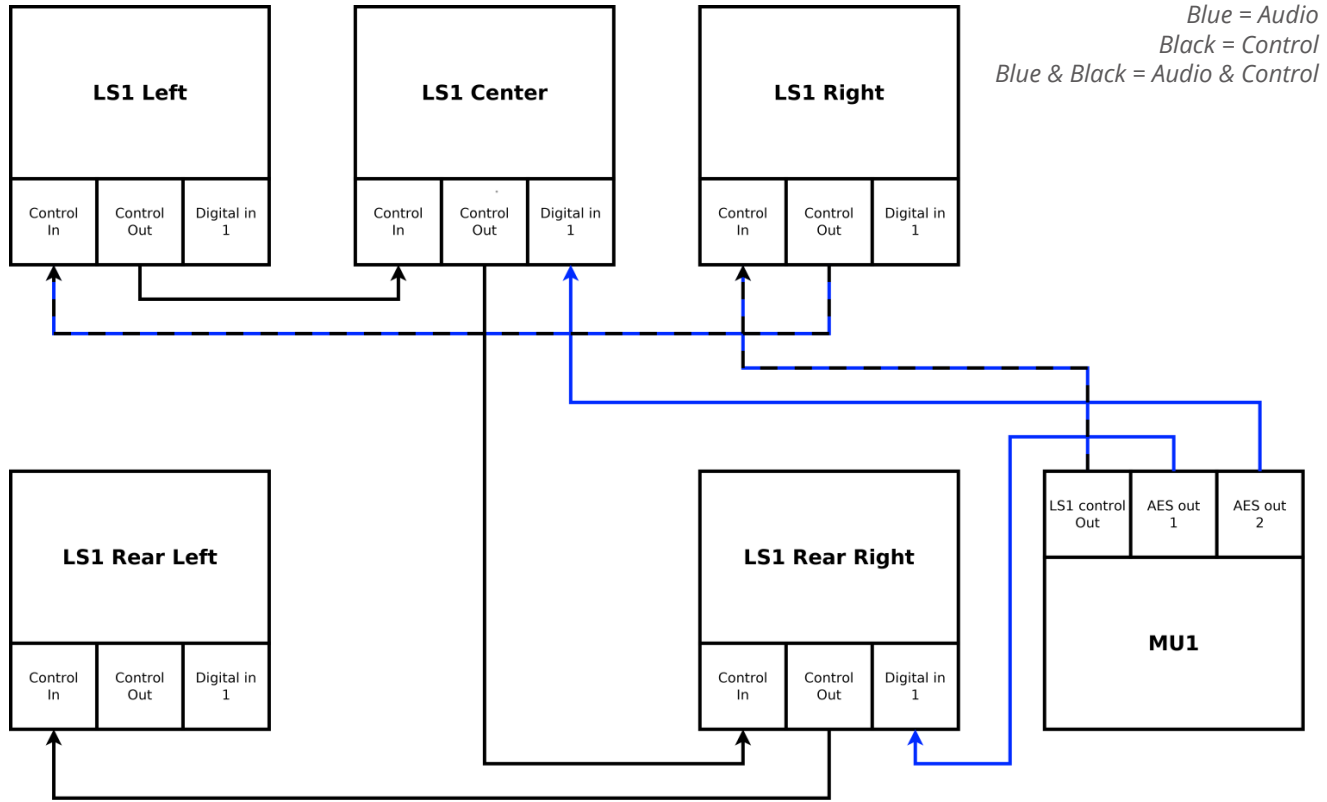 Blue = Audio
Black = Control
Blue & Black = Audio & Control
LS1 Left
LS1 Center
LS1 Right
Control
In
Control
Out
Digital in
1
Control
In
Control
Out
Digital in
1
Control
In
Control
Out
Digital in
1
LS1 Rear Left
LS1 Rear Right
LS1 control
Out
AES out
1
AES out
2
MU1
Control
In
Control
Out
Digital in
1
Control
In
Control
Out
Digital in
1